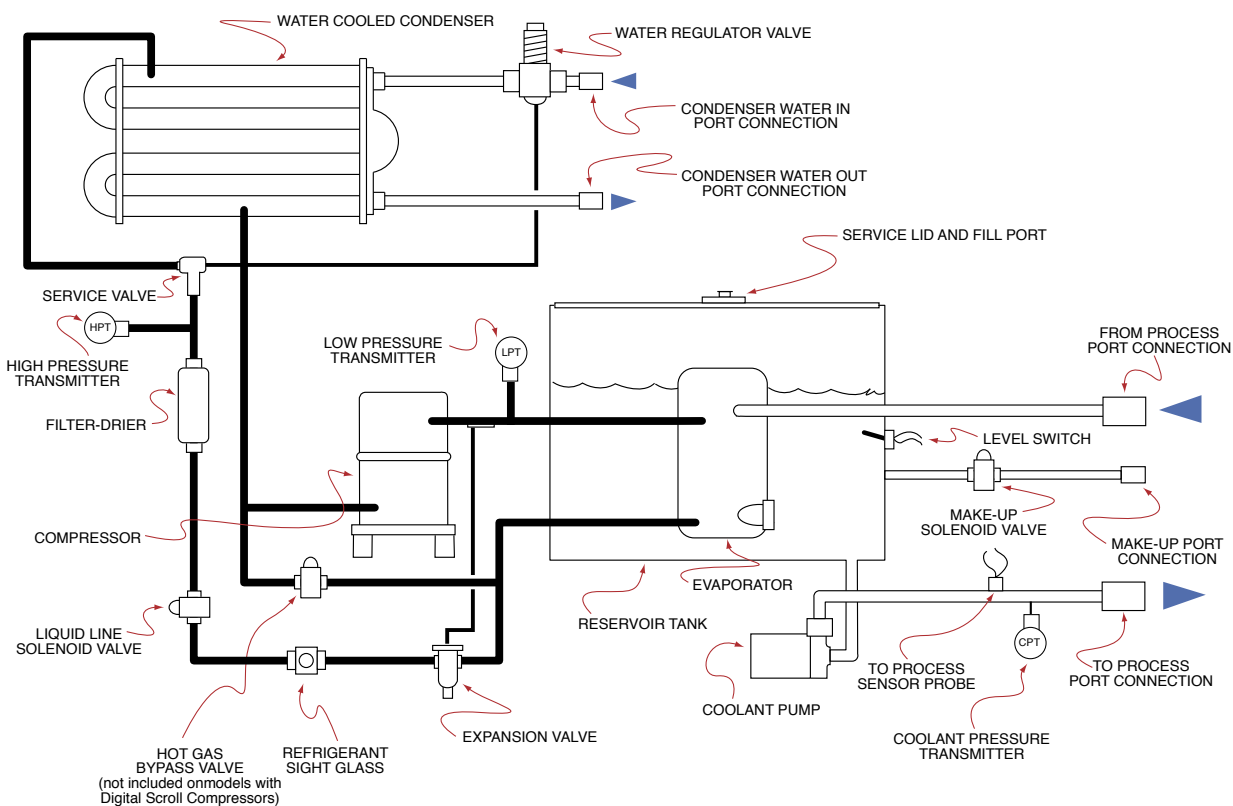 WATER COOLED CONDENSER
WATER REGULATOR VALVE
CONDENSER WATER IN
PORT CONNECTION
CONDENSER WATER OUT
PORT CONNECTION
SERVICE LID AND FILL PORT
SERVICE VALVE
HPT
HIGH PRESSURE
TRANSMITTER
LOW PRESSURE
TRANSMITTER
LPT
FROM PROCESS
PORT CONNECTION
FILTER-DRIER
LEVEL SWITCH
COMPRESSOR
MAKE-UP
SOLENOID VALVE
MAKE-UP PORT
CONNECTION
EVAPORATOR
RESERVOIR TANK
LIQUID LINE
SOLENOID VALVE
CPT
TO PROCESS
SENSOR PROBE
TO PROCESS
PORT CONNECTION
COOLANT PUMP
EXPANSION VALVE
COOLANT PRESSURE
TRANSMITTER
HOT GAS
BYPASS VALVE
(not included onmodels with
Digital Scroll Compressors)
REFRIGERANT
SIGHT GLASS